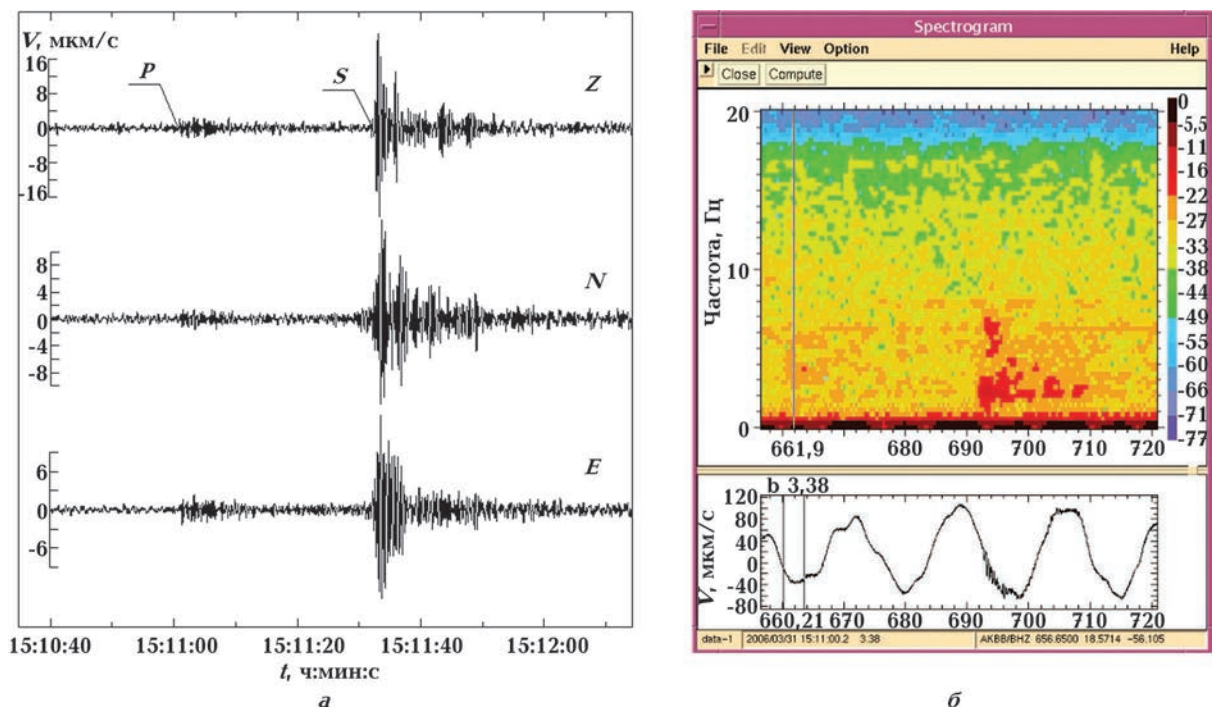 V, мкм/с
16
8
0
-8
-16
P
S
Z
8
4
0
-4
-8
N
6
0
-6
E
15:10:40 15:11:00 15:11:20 15:11:40 15:12:00
t, ч:мин:с
а
Spectrogram
File Edit View Option Help
Close Compute
Частота, Гц
20
10
0
661,9 680 690 700 710 720
0
-5,5
-11
-16
-22
-27
-33
-38
-44
-49
-55
-60
-66
-71
-77
b 3,38
V, мкм/с
120
80
40
0
-40
-80
660,21 670 680 690 700 710 720
data-1 2006/03/31 15:11:00.2 3.38 AKBB/BHZ 656.6500 18.5714 -56.105
б